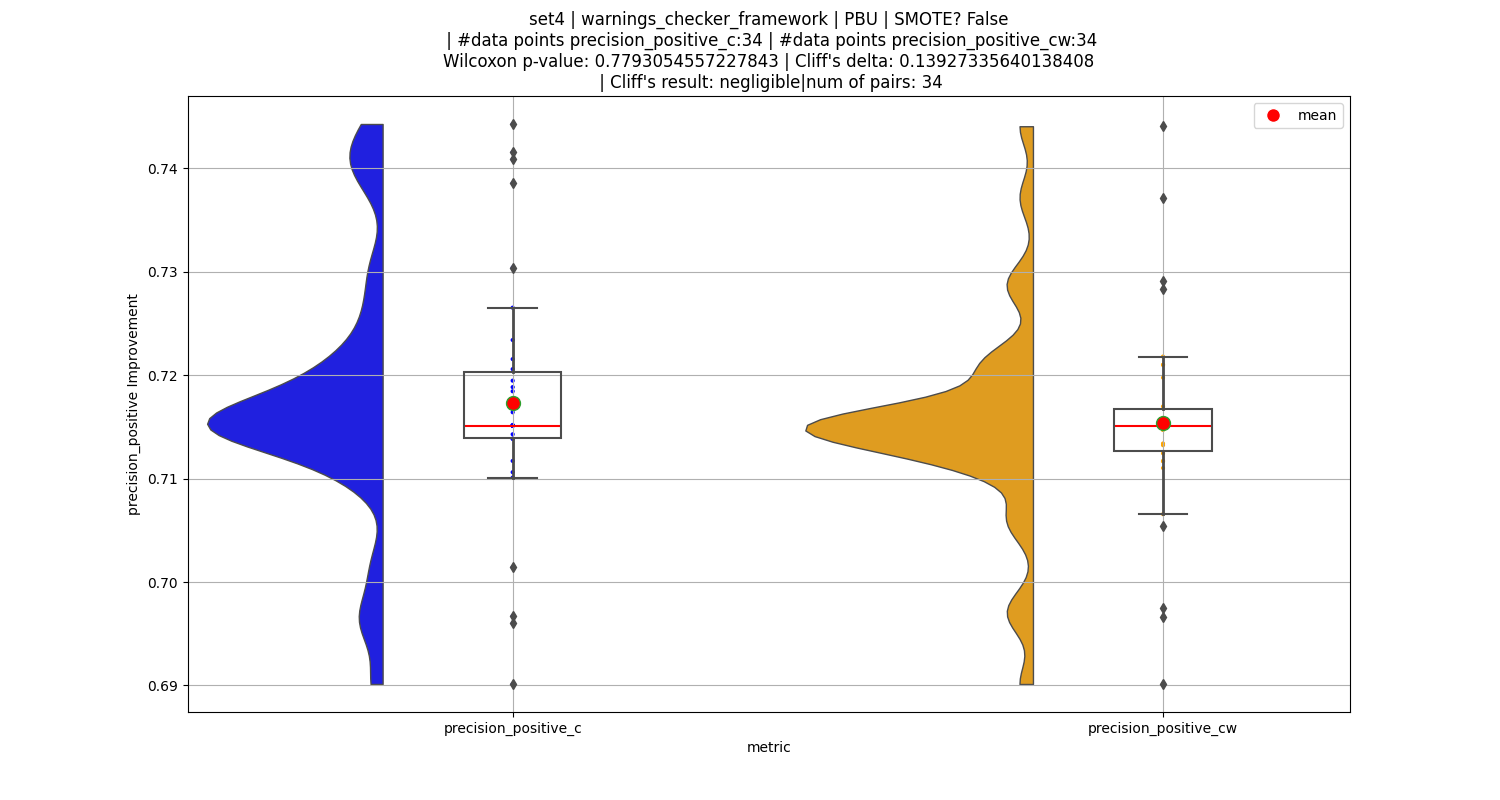 set4 | warnings_checker_framework | PBU | SMOTE? False
| #data points precision_positive_c:34 | #data points precision_positive_cw:34
Wilcoxon p-value: 0.7793054557227843 | Cliff's delta: 0.13927335640138408
| Cliff's result: negligible|num of pairs: 34
mean
0.74
0.73
0.72
0.71
0.70
0.69
precision_positive Improvement
precision_positive_c
precision_positive_cw
metric